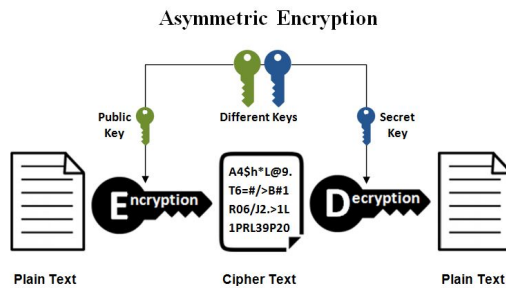 Asymmetric Encryption
Public
Key
Different Keys
Secret
Key
A4$h*L@9.
T6=#/>B#1
R06/J2.>1L
1PRL39P20
Encryption
Decryption
Plain Text
Cipher Text
Plain Text